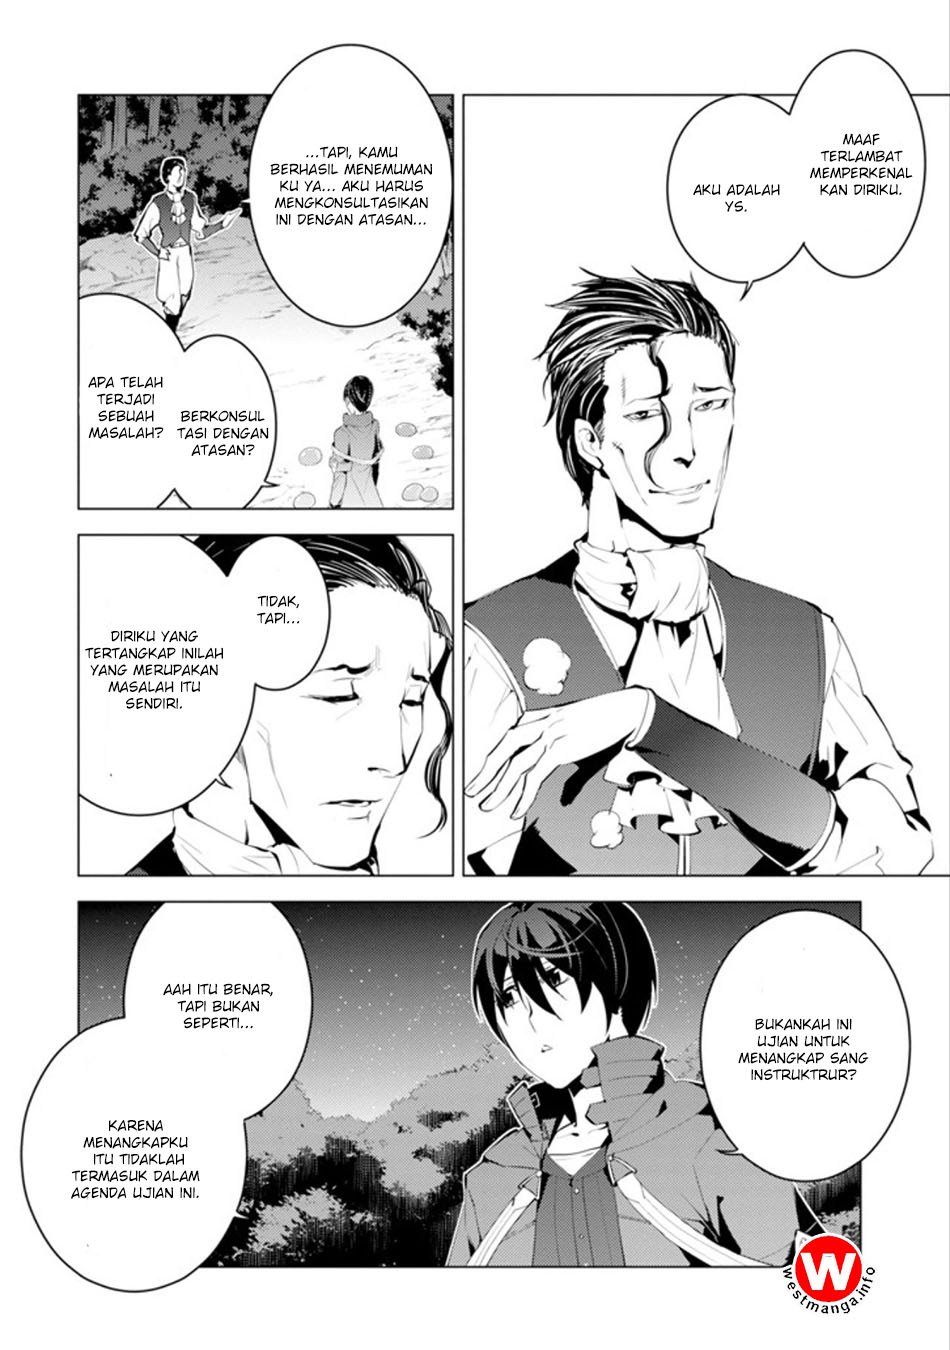 MAAF
TERLAMBAT
MEMPERKENAL
KAN DIRIKU.
AKU ADALAH
YS.
...TAPI, KAMU
BERHASIL MENEMUMAN
KU YA... AKU HARUS
MENGKONSULTASIKAN
INI DENGAN ATASAN...
BERKONSUL
TASI DENGAN
ATASAN?
APA TELAH
TERJADI
SEBUAH
MASALAH?
TIDAK,
TAPI...
DIRIKU YANG
TERTANGKAP INILAH
YANG MERUPAKAN
MASALAH ITU
SENDIRI.
BUKANKAH INI
UJIAN UNTUK
MENANGKAP SANG
INSTRUKTRUR?
AAH ITU BENAR,
TAPI BUKAN
SEPERTI...
KARENA
MENANGKAPKU
ITU TIDAKLAH
TERMASUK DALAM
AGENDA UJIAN INI.
W
westmanga.info